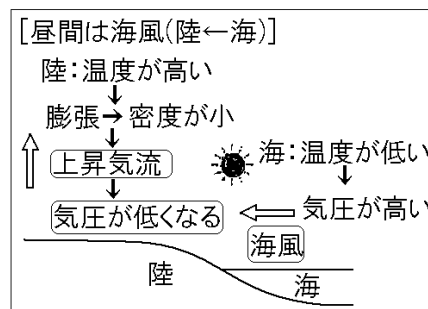 [昼間は海風(陸←海)]
陸：温度が高い
↓
膨張→密度が小
↓
上昇気流
海：温度が低い
↓
↓
気圧が低くなる
気圧が高い
海風
陸
海